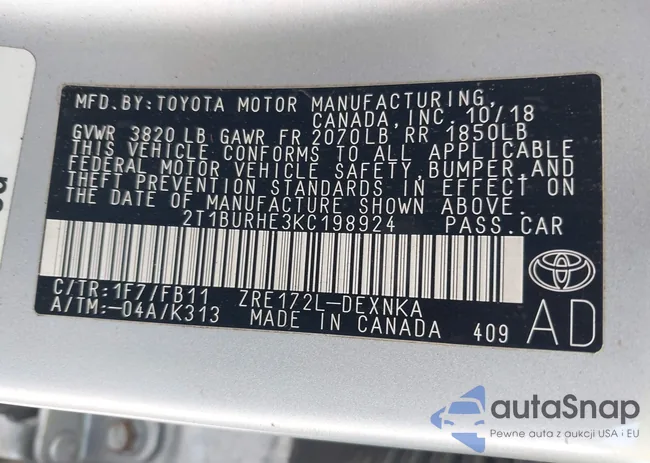 MFD.BY:TOYOTA MOTOR MANUFACTURING,
CANADA, INC. 10/18
GVWR 3820LB GAWR FR 2070LB RR 1850LB
THIS VEHICLE CONFORMS TO ALL APPLICABLE
FEDERAL MOTOR VEHICLE SAFETY, BUMPER, AND
THEFT PREVENTION STANDARDS IN EFFECT ON
THE DATE OF MANUFACTURE SHOWN ABOVE.
2T1BURHE3KC198924 PASS.CAR
C/TR:1F7/FB11 ZRE172L-DEXNKA
A/TM:-04A/K313 MADE IN CANADA 409 AD
autaSnap
Pewne auta z aukcji USA i EU